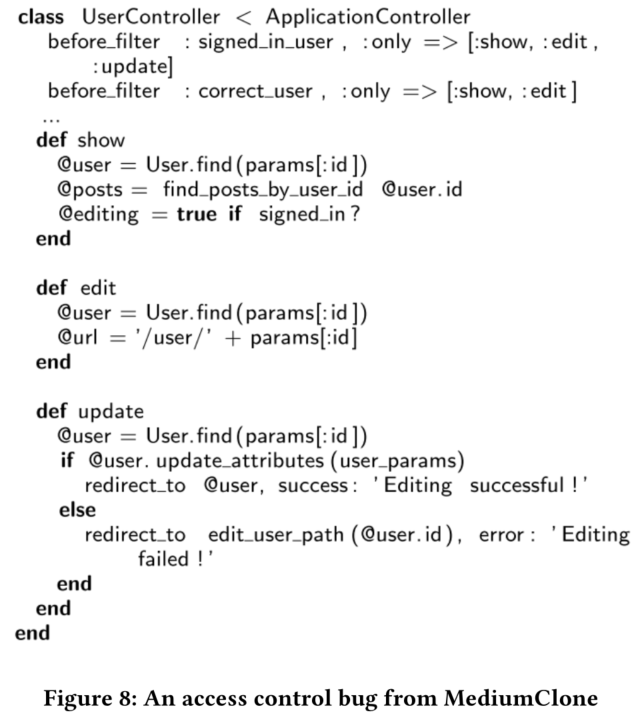 class UserController < ApplicationController
before_filter :signed_in_user, :only => [:show, :edit,
:update]
before_filter :correct_user, :only => [:show, :edit]
...
def show
@user = User.find(params[:id])
@posts = find_posts_by_user_id @user.id
@editing = true if signed_in?
end

def edit
@user = User.find(params[:id])
@url = '/user/' + params[:id]
end

def update
@user = User.find(params[:id])
if @user.update_attributes(user_params)
redirect_to @user, success: 'Editing successful!'
else
redirect_to edit_user_path(@user.id), error: 'Editing
failed!'
end
end
end

Figure 8: An access control bug from MediumClone